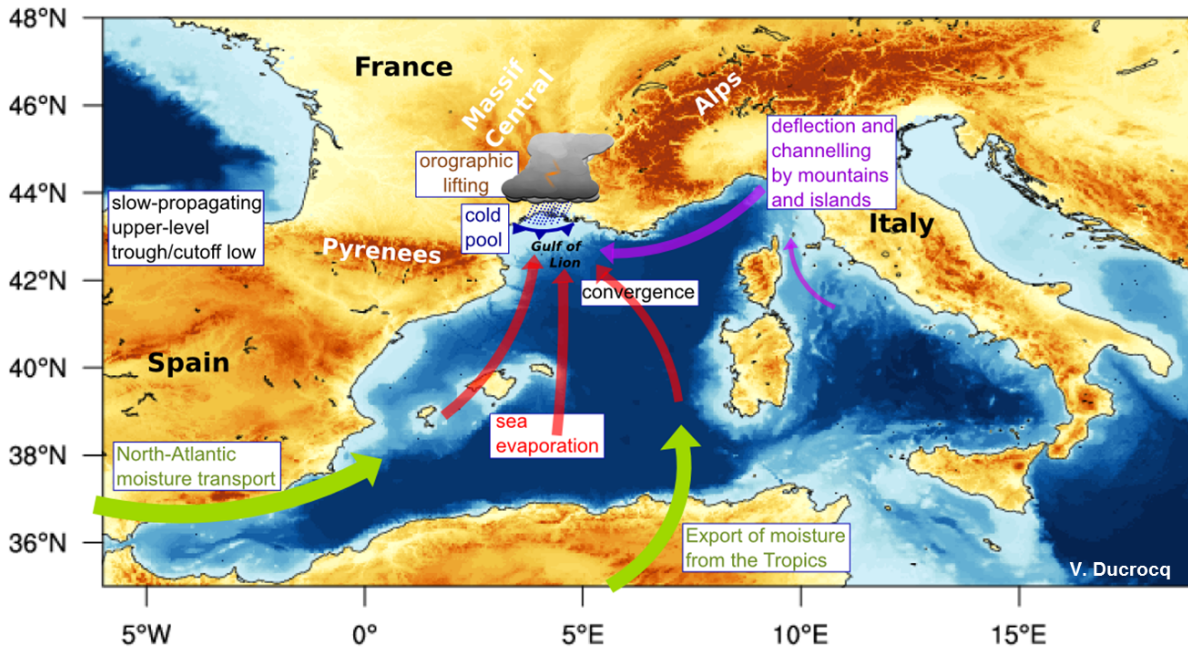 48°N
46°N
44°N
42°N
40°N
38°N
36°N
5°W
0°
5°E
10°E
15°E
France
Massif
Central
Alps
deflection and
channelling
by mountains
and islands
orographic
lifting
slow-propagating
upper-level
trough/cutoff low
cold
pool
Italy
Pyrenees
Gulf of
Lion
convergence
Spain
sea
evaporation
North-Atlantic
moisture transport
Export of moisture
from the Tropics
V. Ducrocq